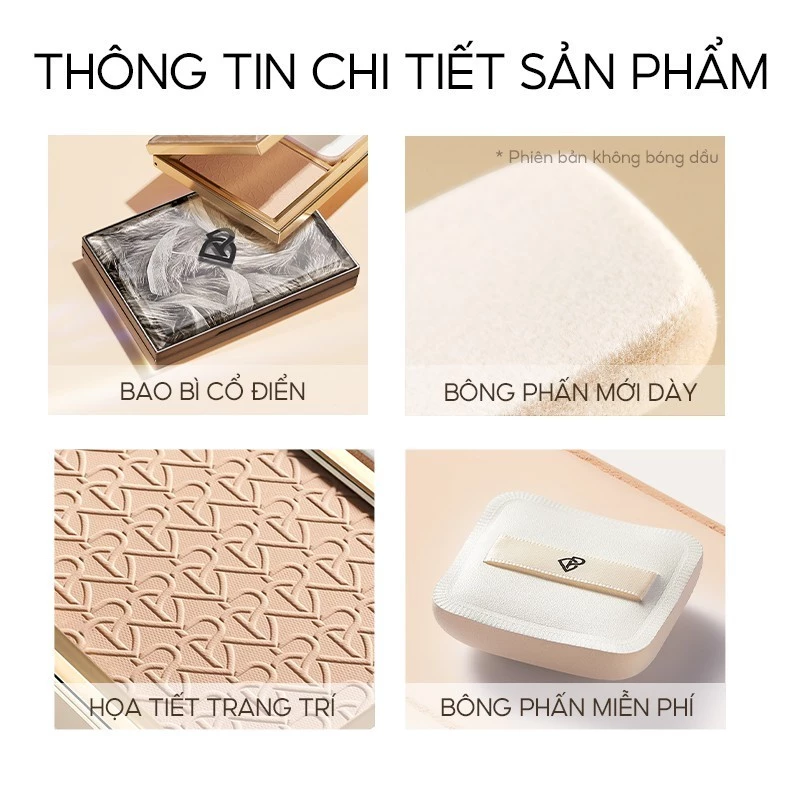 THÔNG TIN CHI TIẾT SẢN PHẨM
* Phiên bản không bóng dầu
BAO BÌ CỔ ĐIỂN
BÔNG PHẤN MỚI DÀY
HỌA TIẾT TRANG TRÍ
BÔNG PHẤN MIỄN PHÍ